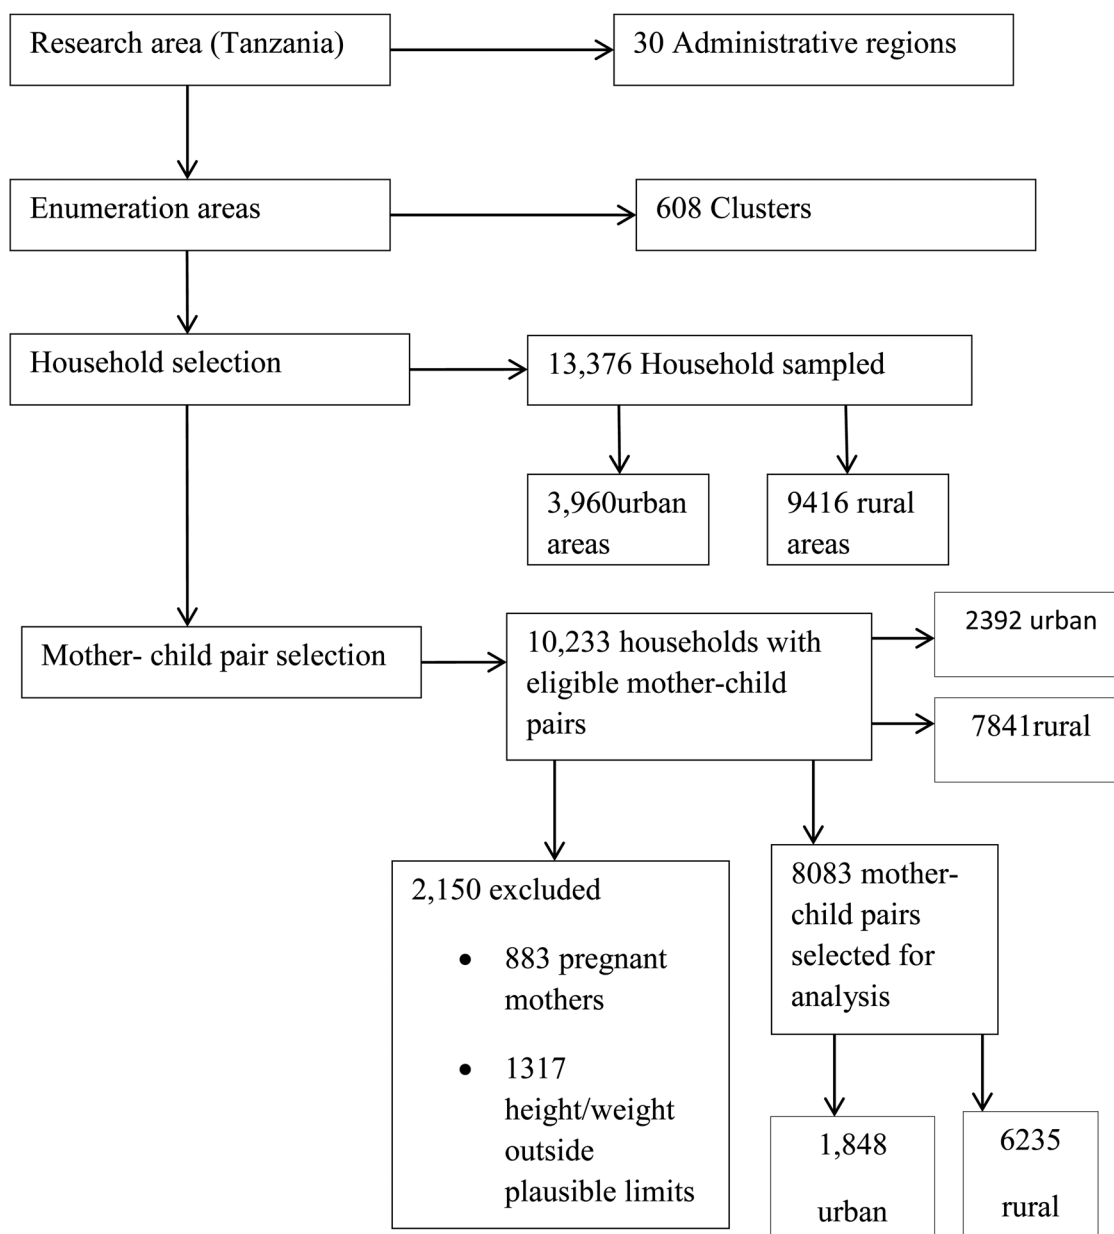 Research area (Tanzania)
30 Administrative regions
Enumeration areas
608 Clusters
Household selection
13,376 Household sampled
3,960urban
areas
9416 rural
areas
Mother- child pair selection
10,233 households with
eligible mother-child
pairs
2392 urban
7841rural
2,150 excluded
• 883 pregnant
mothers
• 1317
height/weight
outside
plausible limits
8083 mother-
child pairs
selected for
analysis
1,848
urban
6235
rural